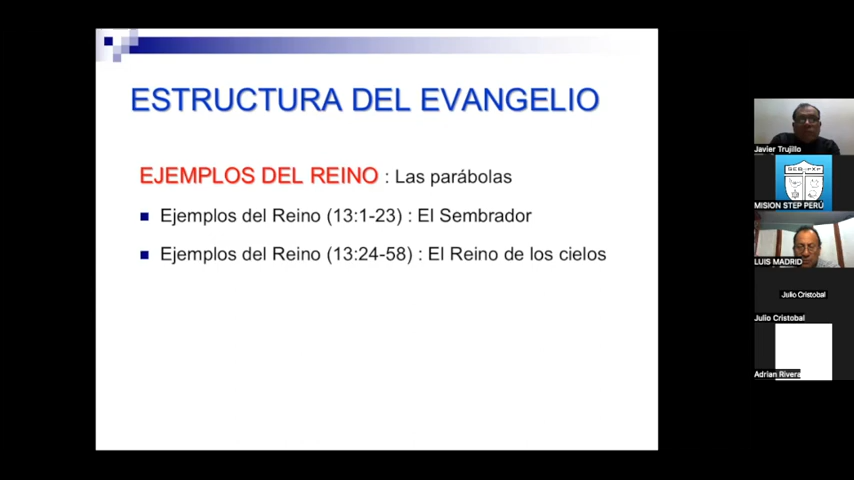 ESTRUCTURA DEL EVANGELIO
EJEMPLOS DEL REINO : Las parábolas
Ejemplos del Reino (13:1-23) : El Sembrador
Ejemplos del Reino (13:24-58) : El Reino de los cielos
Javier Trujillo
MISION STEP PERÚ
LUIS MADRID
Julio Cristobal
Julio Cristobal
Adrian Rivera